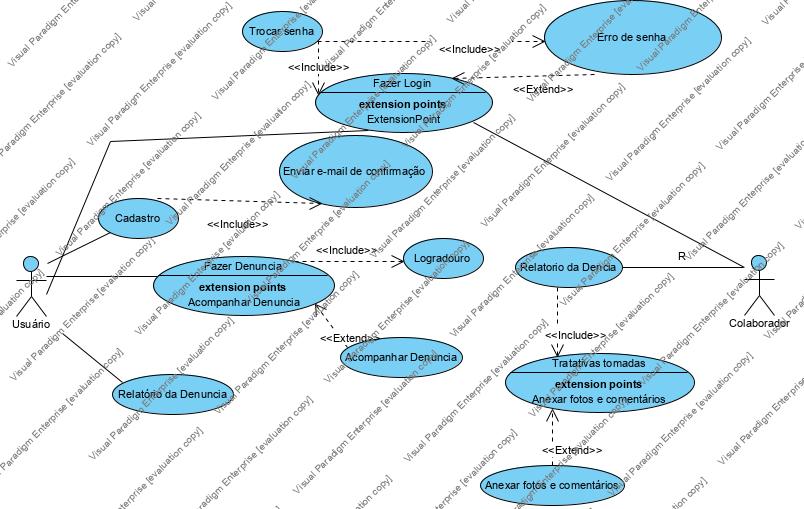 Trocar senha
<<Include>>
Erro de senha
<<Include>>
Fazer Login
<<Extend>>
extension points
ExtensionPoint
Enviar e-mail de confirmação
Cadastro
<<Include>>
<<Include>>
Logradouro
Fazer Denuncia
extension points
Acompanhar Denuncia
Relatorio da Dencia
R
Usuário
Colaborador
<<Extend>>
Acompanhar Denuncia
<<Include>>
Tratativas tomadas
extension points
Anexar fotos e comentários
Relatório da Denuncia
<<Extend>>
Anexar fotos e comentários
Visual Paradigm Enterprise [evaluation copy]